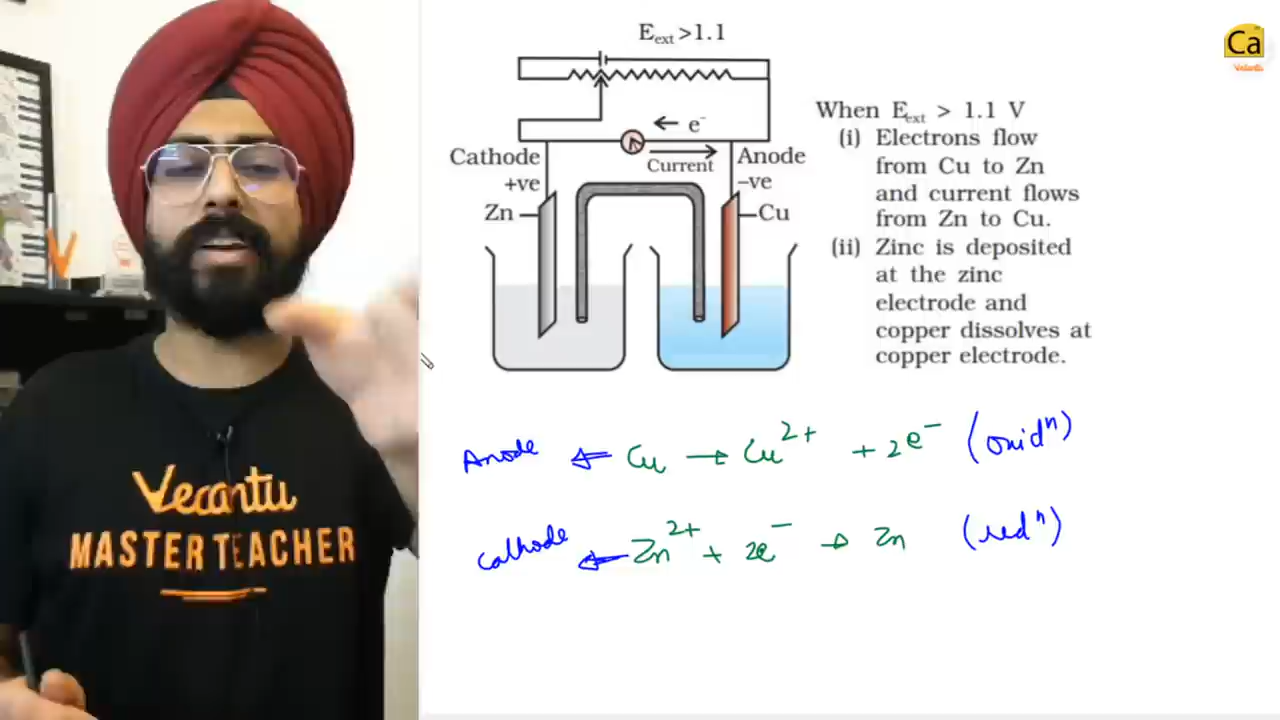 E_ext >1.1
← e⁻
Current
Cathode
+ve
Zn
Anode
–ve
Cu
When E_ext > 1.1 V
(i) Electrons flow
from Cu to Zn
and current flows
from Zn to Cu.
(ii) Zinc is deposited
at the zinc
electrode and
copper dissolves at
copper electrode.
Anode ← Cu → Cu²⁺ + 2e⁻ (oxidⁿ)
Cathode ← Zn²⁺ + 2e⁻ → Zn (redⁿ)
Vedantu
MASTER TEACHER
Ca
Vedantu
V